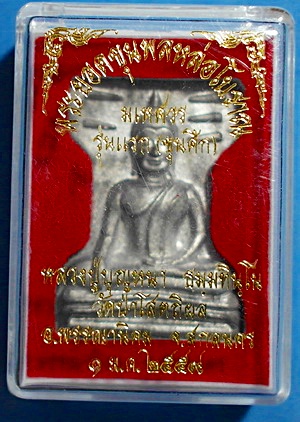 พระยอดขุนพลหล่อโบราณ
มเหศวร
รุ่นแรก (ขุนศึก)
หลวงปู่บุญหนา ธมฺมทินฺโน
วัดป่าโสตถิผล
อ.พรรณานิคม จ.สกลนคร
๑ ม.ค. ๒๕๕๙